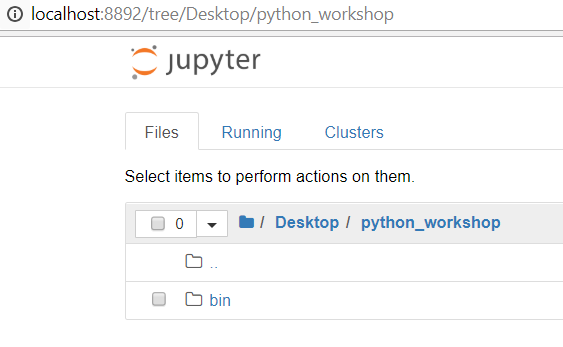 localhost:8892/tree/Desktop/python_workshop
jupyter
Files Running Clusters
Select items to perform actions on them.
0 / Desktop / python_workshop
..
bin